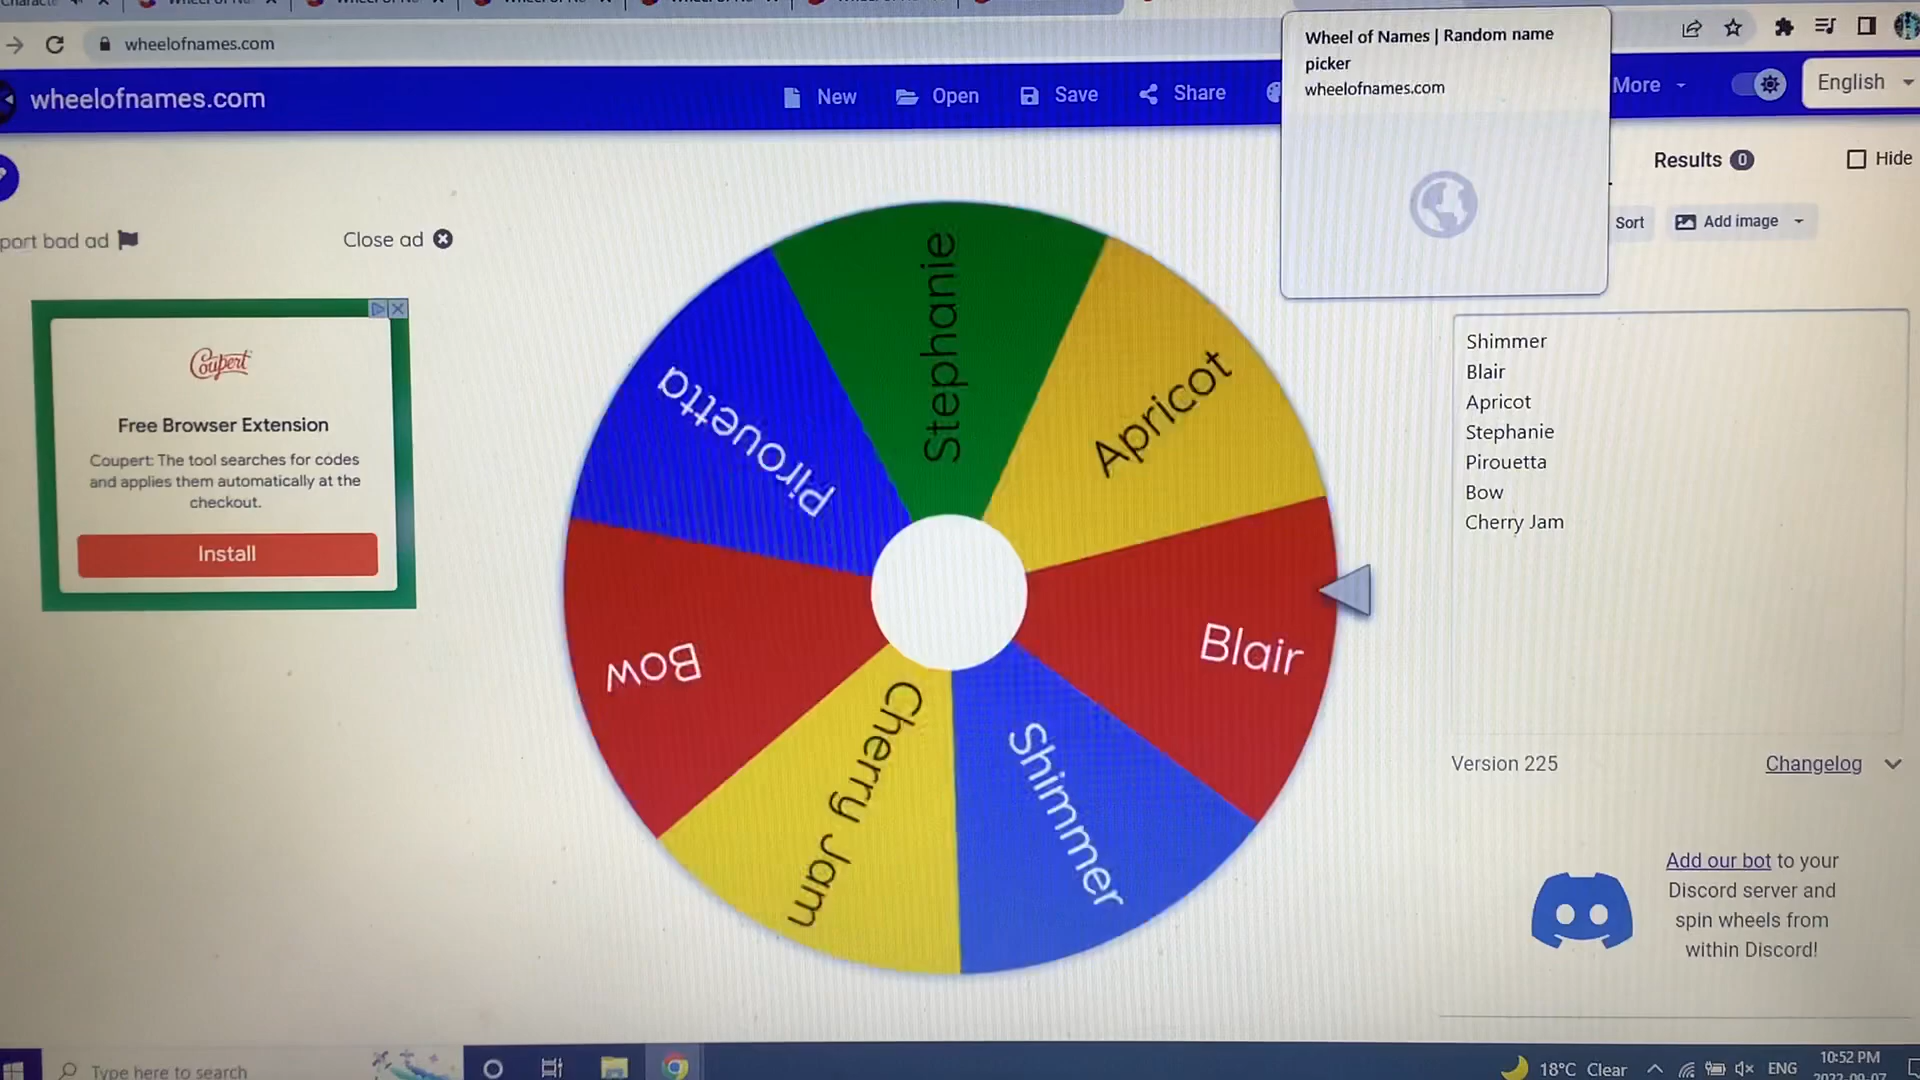 wheelofnames.com
Wheel of Names | Random name
picker
wheelofnames.com
wheelofnames.com
New
Open
Save
Share
More
English
Results 0
Hide
Sort
Add image
port bad ad
Close ad
Coupert
Free Browser Extension
Coupert: The tool searches for codes
and applies them automatically at the
checkout.
Install
Stephanie
Apricot
Blair
Shimmer
Cherry Jam
Bow
Pirouetta
Shimmer
Blair
Apricot
Stephanie
Pirouetta
Bow
Cherry Jam
Version 225
Changelog
Add our bot to your
Discord server and
spin wheels from
within Discord!
Type here to search
18°C Clear
ENG
10:52 PM
2022-09-07